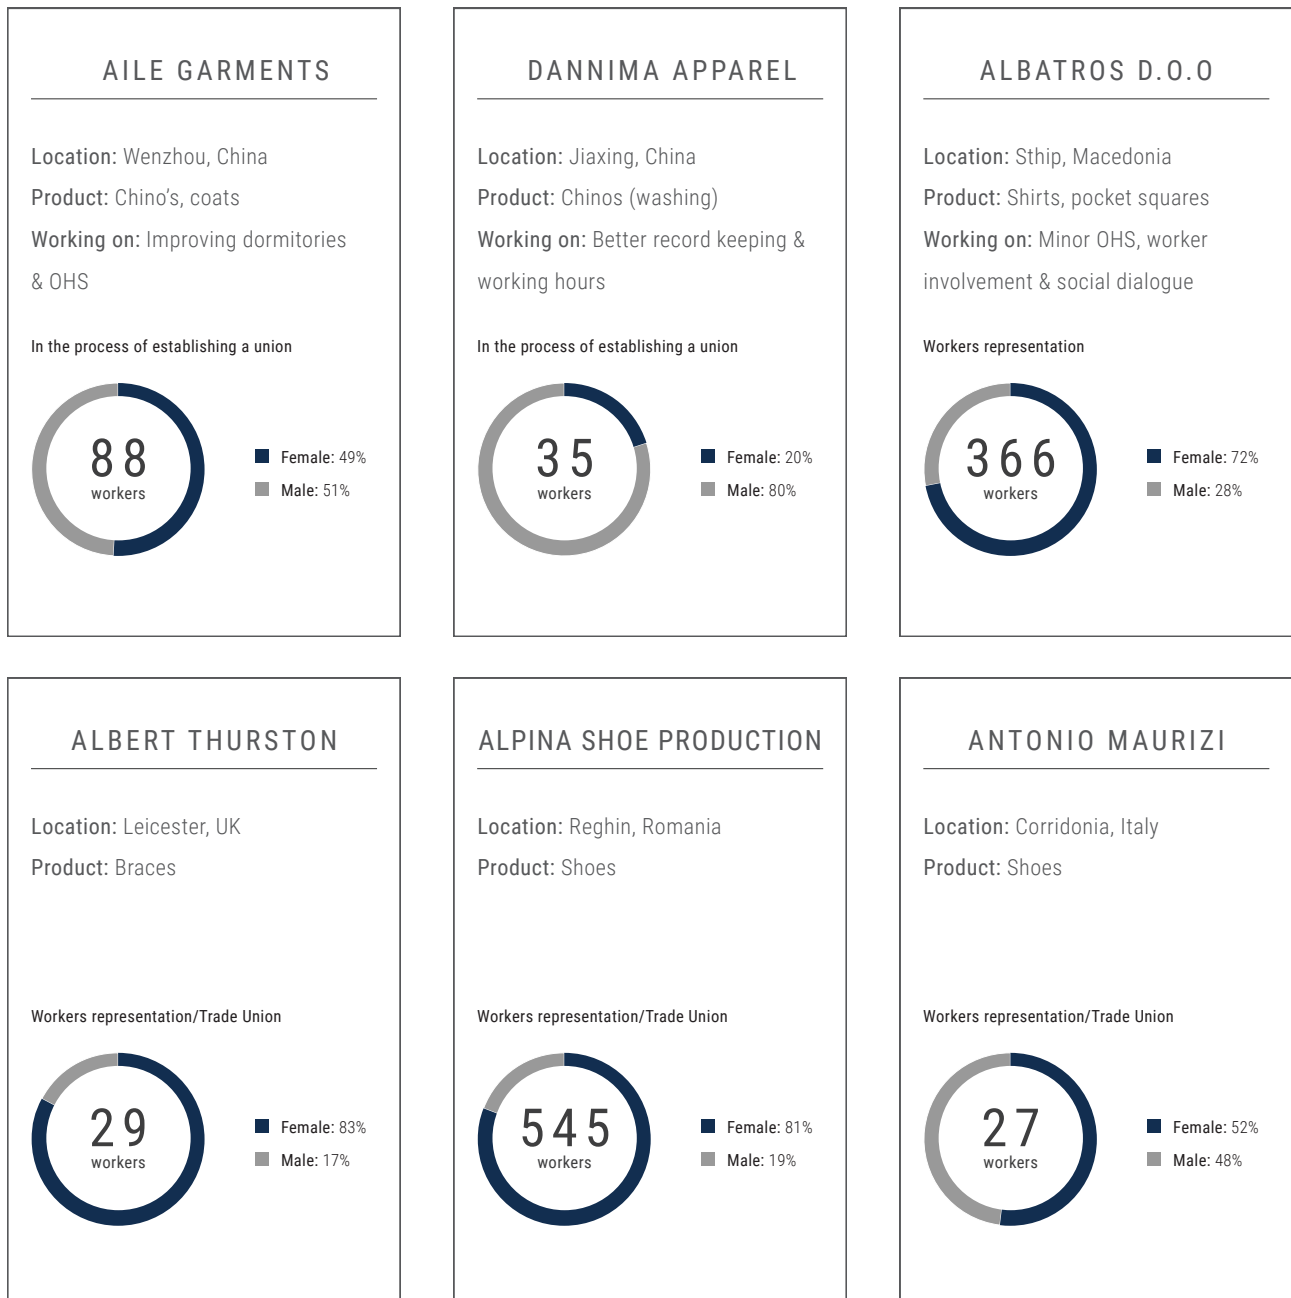 AILE GARMENTS
Location: Wenzhou, China
Product: Chino's, coats
Working on: Improving dormitories
& OHS
In the process of establishing a union
88
workers
Female: 49%
Male: 51%
DANNIMA APPAREL
Location: Jiaxing, China
Product: Chinos (washing)
Working on: Better record keeping &
working hours
In the process of establishing a union
35
workers
Female: 20%
Male: 80%
ALBATROS D.O.O
Location: Sthip, Macedonia
Product: Shirts, pocket squares
Working on: Minor OHS, worker
involvement & social dialogue
Workers representation
366
workers
Female: 72%
Male: 28%
ALBERT THURSTON
Location: Leicester, UK
Product: Braces
Workers representation/Trade Union
29
workers
Female: 83%
Male: 17%
ALPINA SHOE PRODUCTION
Location: Reghin, Romania
Product: Shoes
Workers representation/Trade Union
545
workers
Female: 81%
Male: 19%
ANTONIO MAURIZI
Location: Corridonia, Italy
Product: Shoes
Workers representation/Trade Union
27
workers
Female: 52%
Male: 48%